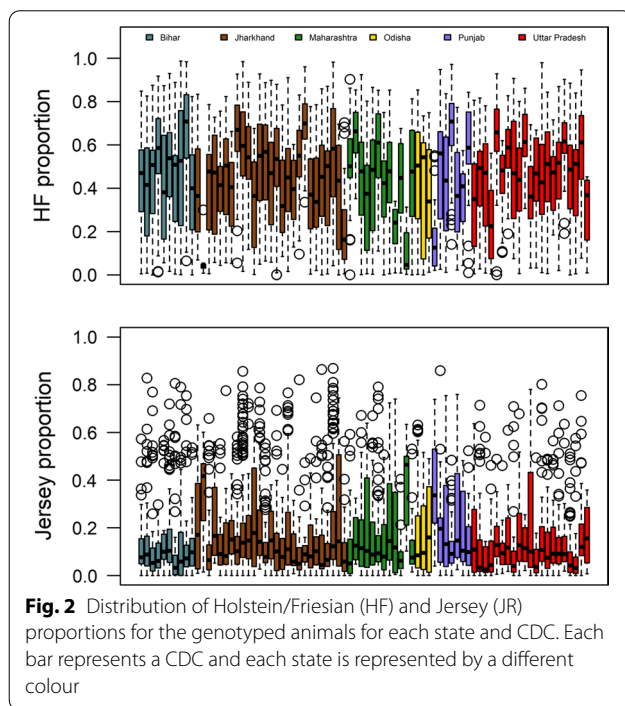 Bihar Jharkhand Maharashtra Odisha Punjab Uttar Pradesh
HF proportion
1.0
0.8
0.6
0.4
0.2
0.0
Jersey proportion
1.0
0.8
0.6
0.4
0.2
0.0
Fig. 2 Distribution of Holstein/Friesian (HF) and Jersey (JR)
proportions for the genotyped animals for each state and CDC. Each
bar represents a CDC and each state is represented by a different
colour